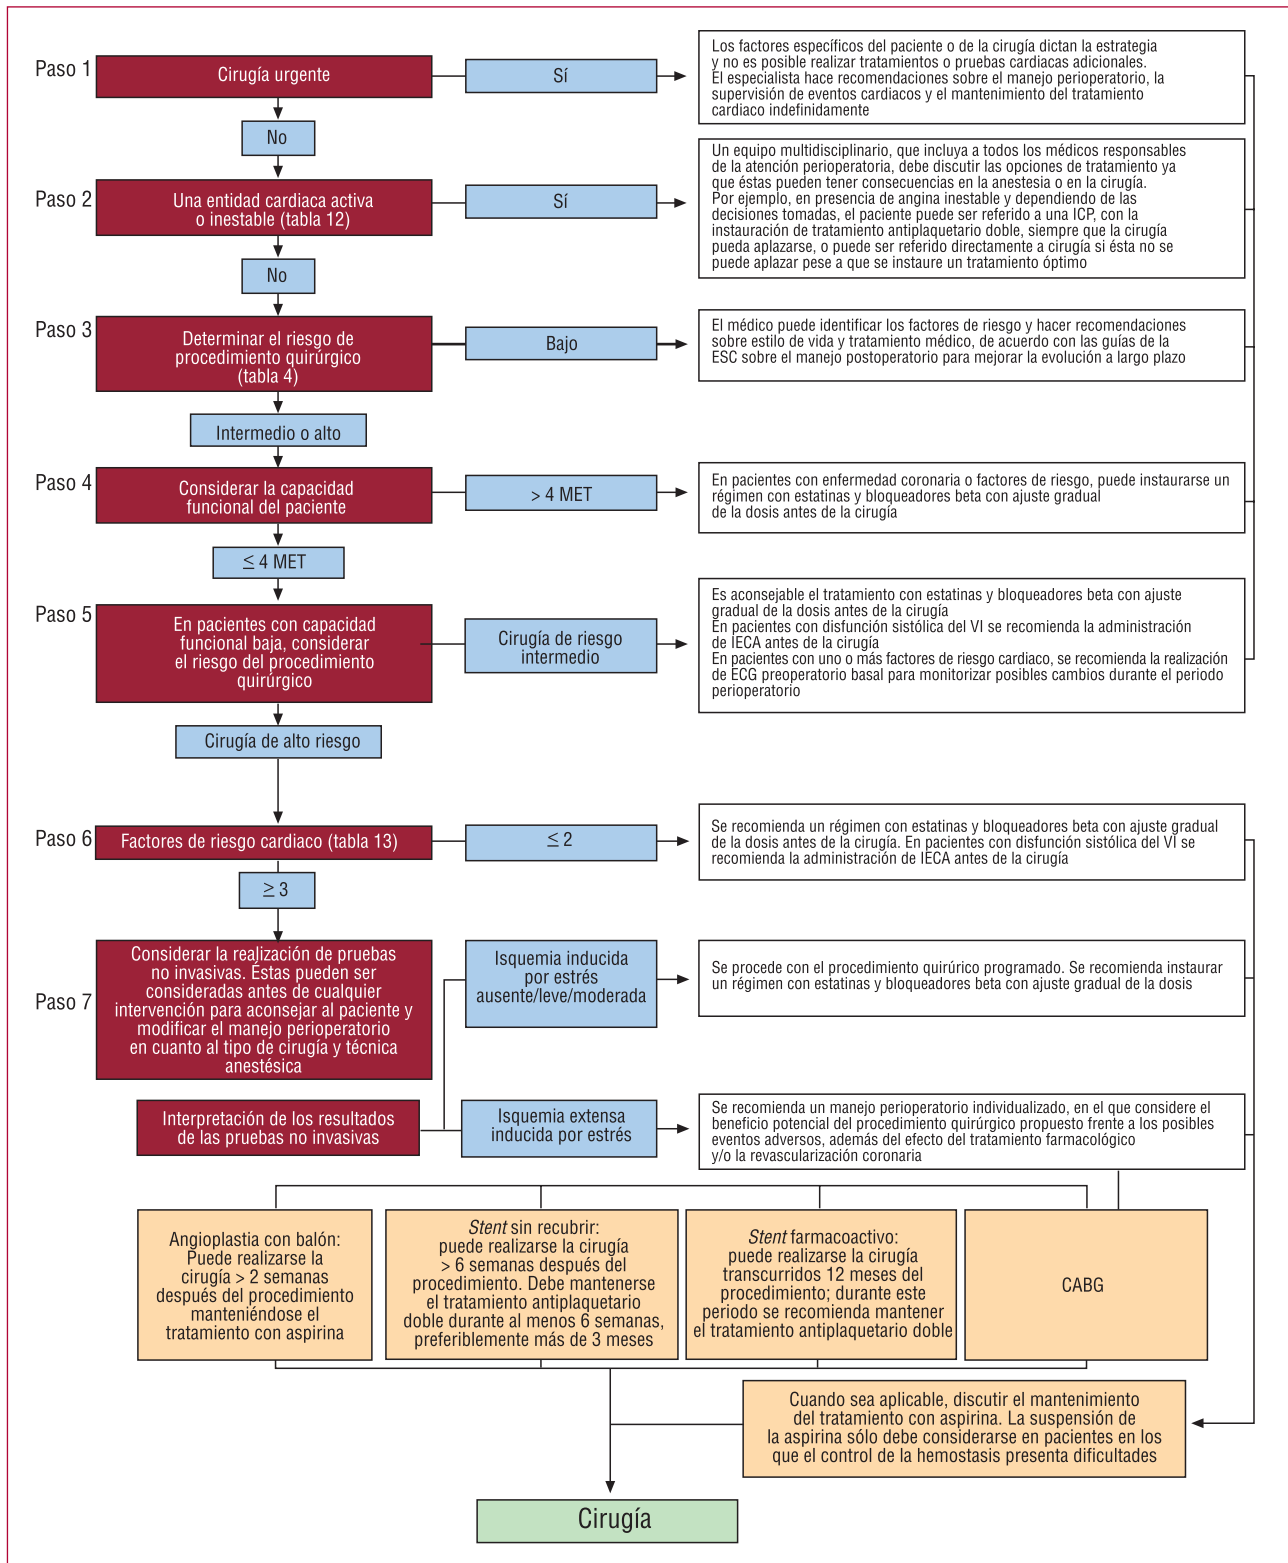 Paso 1
Cirugía urgente
Sí
Los factores específicos del paciente o de la cirugía dictan la estrategia
y no es posible realizar tratamientos o pruebas cardiacas adicionales.
El especialista hace recomendaciones sobre el manejo perioperatorio, la
supervisión de eventos cardiacos y el mantenimiento del tratamiento
cardiaco indefinidamente
No
Paso 2
Una entidad cardiaca activa
o inestable (tabla 12)
Sí
Un equipo multidisciplinario, que incluya a todos los médicos responsables
de la atención perioperatoria, debe discutir las opciones de tratamiento ya
que éstas pueden tener consecuencias en la anestesia o en la cirugía.
Por ejemplo, en presencia de angina inestable y dependiendo de las
decisiones tomadas, el paciente puede ser referido a una ICP, con la
instauración de tratamiento antiplaquetario doble, siempre que la cirugía
pueda aplazarse, o puede ser referido directamente a cirugía si ésta no se
puede aplazar pese a que se instaure un tratamiento óptimo
No
Paso 3
Determinar el riesgo de
procedimiento quirúrgico
(tabla 4)
Bajo
El médico puede identificar los factores de riesgo y hacer recomendaciones
sobre estilo de vida y tratamiento médico, de acuerdo con las guías de la
ESC sobre el manejo postoperatorio para mejorar la evolución a largo plazo
Intermedio o alto
Paso 4
Considerar la capacidad
funcional del paciente
> 4 MET
En pacientes con enfermedad coronaria o factores de riesgo, puede instaurarse un
régimen con estatinas y bloqueadores beta con ajuste gradual
de la dosis antes de la cirugía
≤ 4 MET
Paso 5
En pacientes con capacidad
funcional baja, considerar
el riesgo del procedimiento
quirúrgico
Cirugía de riesgo
intermedio
Es aconsejable el tratamiento con estatinas y bloqueadores beta con ajuste
gradual de la dosis antes de la cirugía
En pacientes con disfunción sistólica del VI se recomienda la administración
de IECA antes de la cirugía
En pacientes con uno o más factores de riesgo cardiaco, se recomienda la realización
de ECG preoperatorio basal para monitorizar posibles cambios durante el periodo
perioperatorio
Cirugía de alto riesgo
Paso 6
Factores de riesgo cardiaco (tabla 13)
≤ 2
Se recomienda un régimen con estatinas y bloqueadores beta con ajuste gradual
de la dosis antes de la cirugía. En pacientes con disfunción sistólica del VI se
recomienda la administración de IECA antes de la cirugía
≥ 3
Paso 7
Considerar la realización de pruebas
no invasivas. Éstas pueden ser
consideradas antes de cualquier
intervención para aconsejar al paciente y
modificar el manejo perioperatorio
en cuanto al tipo de cirugía y técnica
anestésica
Isquemia inducida
por estrés
ausente/leve/moderada
Se procede con el procedimiento quirúrico programado. Se recomienda instaurar
un régimen con estatinas y bloqueadores beta con ajuste gradual de la dosis
Interpretación de los resultados
de las pruebas no invasivas
Isquemia extensa
inducida por estrés
Se recomienda un manejo perioperatorio individualizado, en el que considere el
beneficio potencial del procedimiento quirúrgico propuesto frente a los posibles
eventos adversos, además del efecto del tratamiento farmacológico
y/o la revascularización coronaria
Angioplastia con balón:
Puede realizarse la
cirugía > 2 semanas
después del procedimiento
manteniéndose el
tratamiento con aspirina
Stent sin recubrir:
puede realizarse la cirugía
> 6 semanas después del
procedimiento. Debe mantenerse
el tratamiento antiplaquetario
doble durante al menos 6 semanas,
preferiblemente más de 3 meses
Stent farmacoactivo:
puede realizarse la cirugía
transcurridos 12 meses del
procedimiento; durante este
periodo se recomienda mantener
el tratamiento antiplaquetario doble
CABG
Cuando sea aplicable, discutir el mantenimiento
del tratamiento con aspirina. La suspensión de
la aspirina sólo debe considerarse en pacientes en los
que el control de la hemostasis presenta dificultades
Cirugía